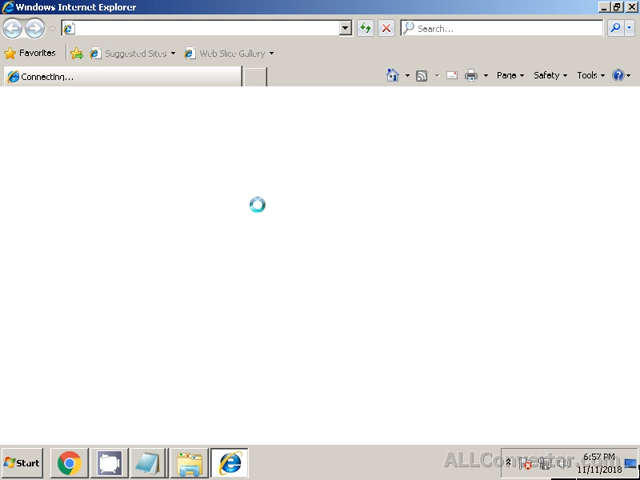 Windows Internet Explorer
Search...
Favorites Suggested Sites Web Slice Gallery
Connecting... Page Safety Tools
Start 6:57 PM
11/11/2018
ALLConverter.com